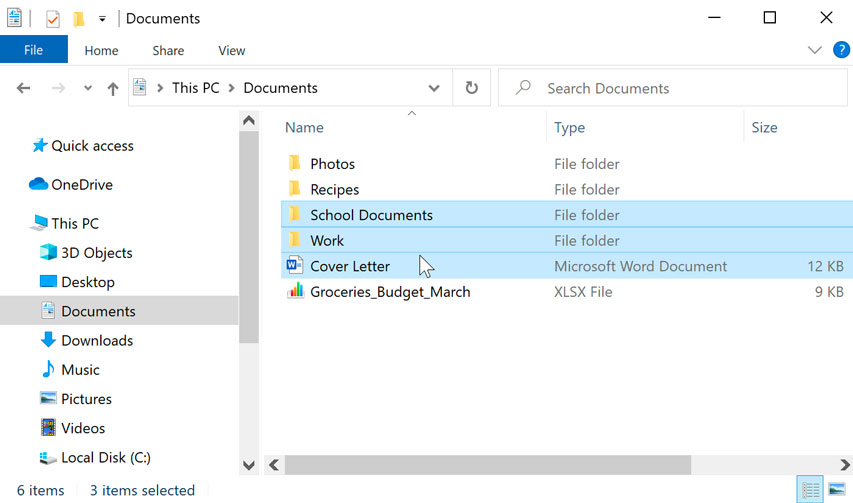 Documents
File Home Share View
This PC Documents Search Documents
Name Type Size
Quick access
OneDrive
This PC
3D Objects
Desktop
Documents
Downloads
Music
Pictures
Videos
Local Disk (C:)
Photos File folder
Recipes File folder
School Documents File folder
Work File folder
Cover Letter Microsoft Word Document 12 KB
Groceries_Budget_March XLSX File 9 KB
6 items 3 items selected